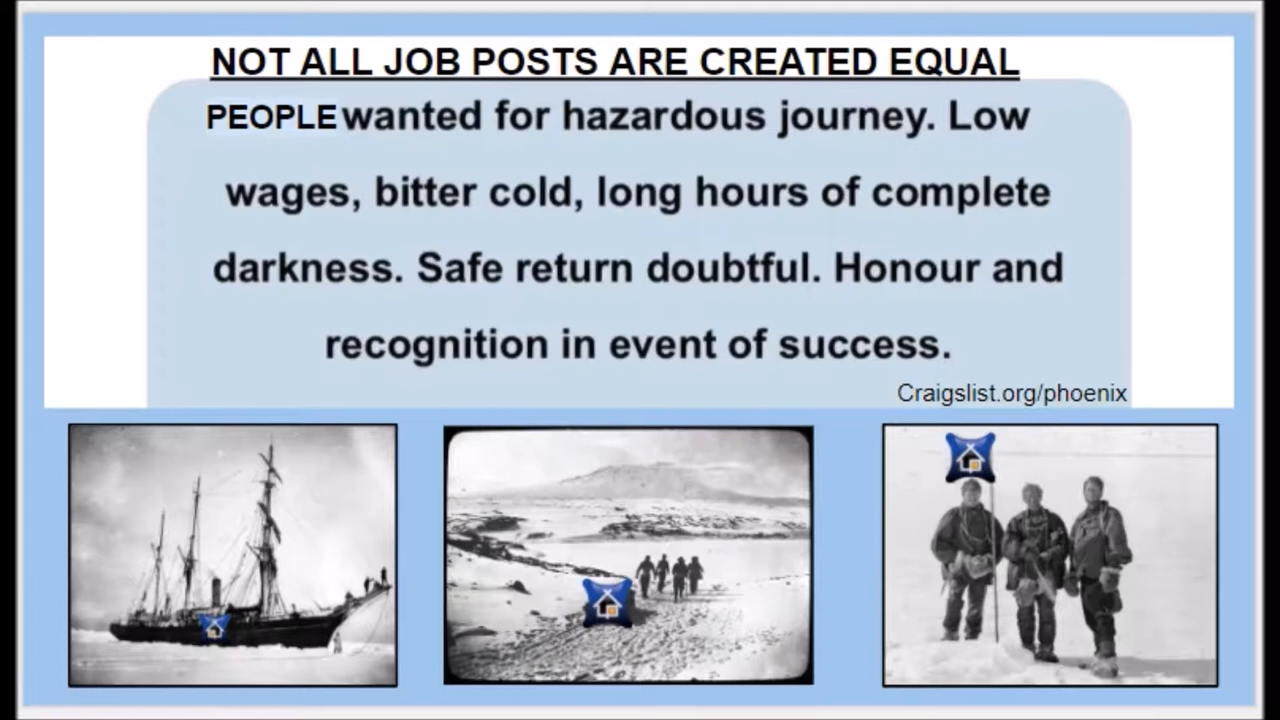 NOT ALL JOB POSTS ARE CREATED EQUAL
PEOPLE wanted for hazardous journey. Low
wages, bitter cold, long hours of complete
darkness. Safe return doubtful. Honour and
recognition in event of success.
Craigslist.org/phoenix